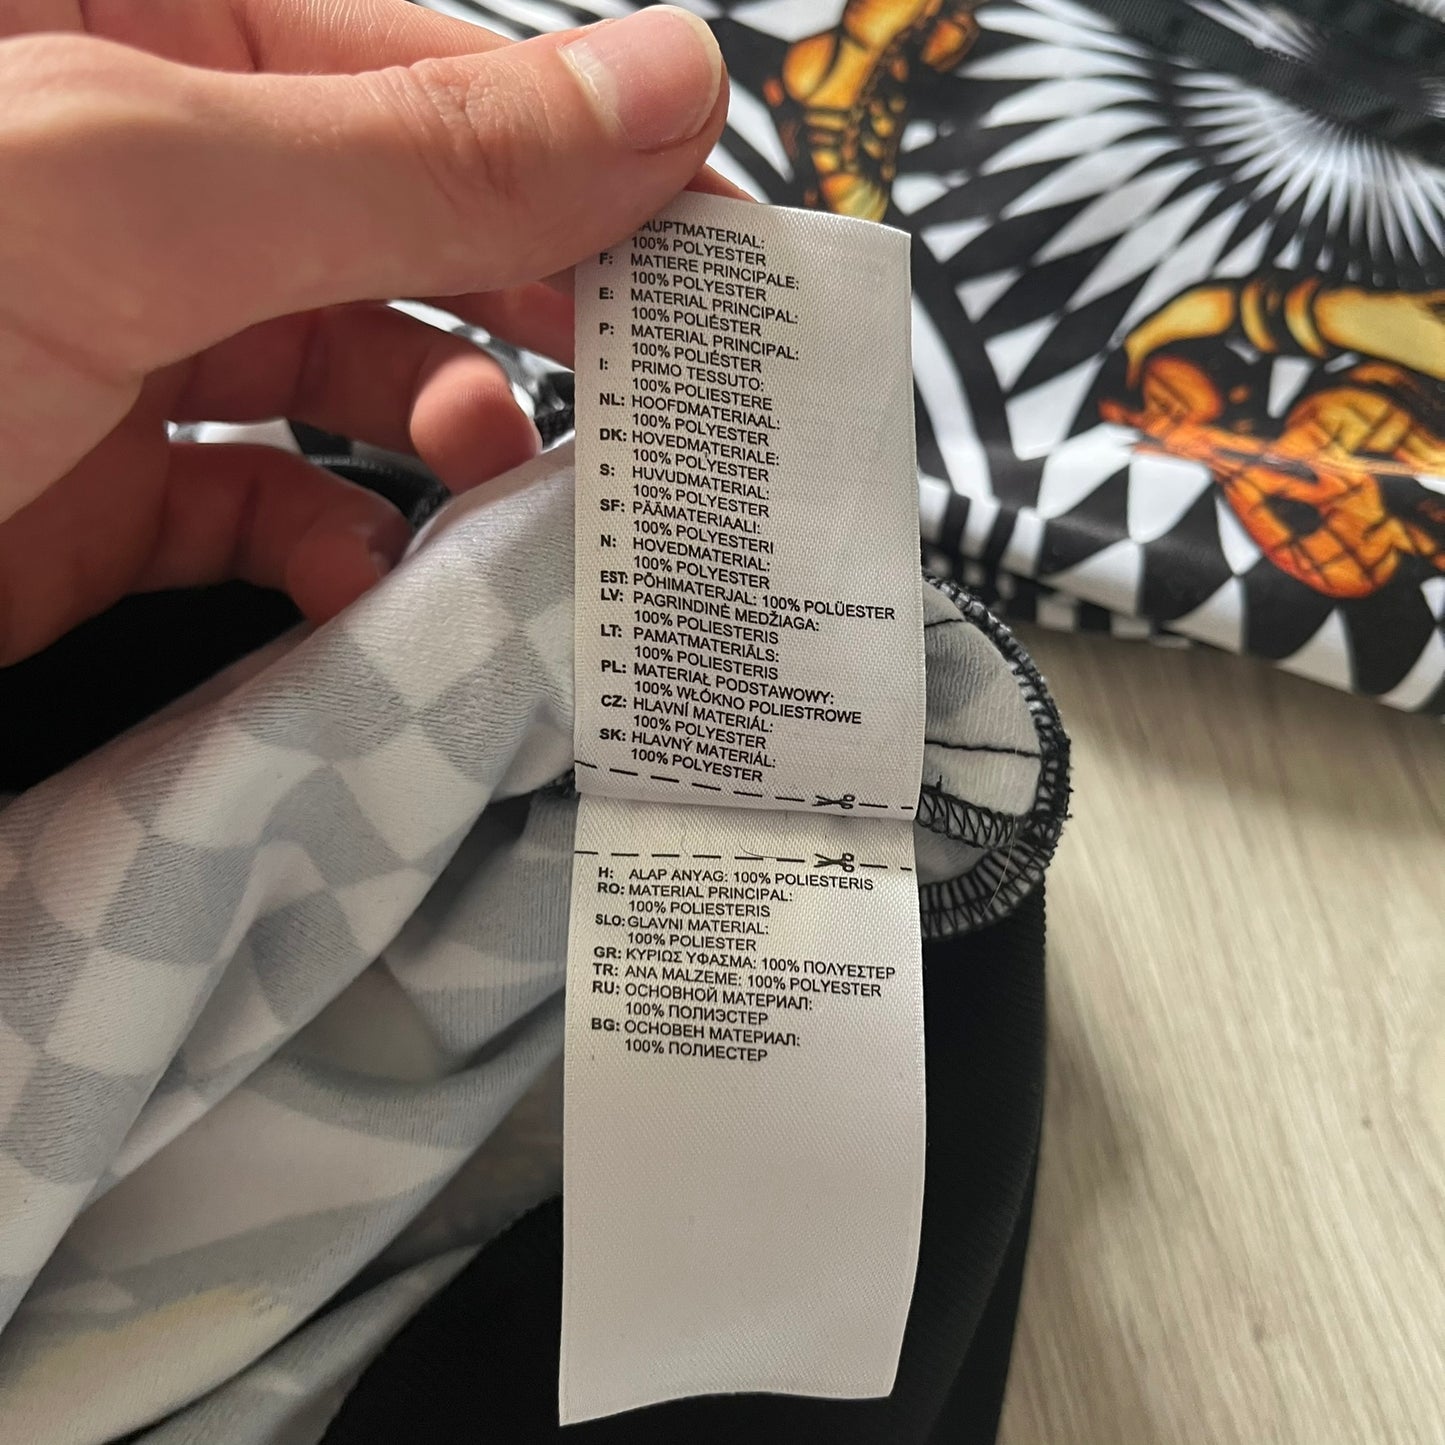 HAUPTMATERIAL:
100% POLYESTER
F: MATIERE PRINCIPALE:
100% POLYESTER
E: MATERIAL PRINCIPAL:
100% POLIÉSTER
P: MATERIAL PRINCIPAL:
100% POLIÉSTER
I: PRIMO TESSUTO:
100% POLIESTERE
NL: HOOFDMATERIAAL:
100% POLYESTER
DK: HOVEDMATERIALE:
100% POLYESTER
S: HUVUDMATERIAL:
100% POLYESTER
SF: PÄÄMATERIAALI:
100% POLYESTERI
N: HOVEDMATERIAL:
100% POLYESTER
EST: PÕHIMATERJAL: 100% POLÜESTER
LV: PAGRINDINĖ MEDŽIAGA:
100% POLIESTERIS
LT: PAMATMATERIĀLS:
100% POLIESTERIS
PL: MATERIAŁ PODSTAWOWY:
100% WŁÓKNO POLIESTROWE
CZ: HLAVNÍ MATERIÁL:
100% POLYESTER
SK: HLAVNÝ MATERIÁL:
100% POLYESTER
H: ALAP ANYAG: 100% POLIESTERIS
RO: MATERIAL PRINCIPAL:
100% POLIESTERIS
SLO: GLAVNI MATERIAL:
100% POLIESTER
GR: ΚΥΡΙΩΣ ΥΦΑΣΜΑ: 100% ΠΟΛΥΕΣΤΕΡ
TR: ANA MALZEME: 100% POLYESTER
RU: ОСНОВНОЙ МАТЕРИАЛ:
100% ПОЛИЭСТЕР
BG: ОСНОВЕН МАТЕРИАЛ:
100% ПОЛИЕСТЕР